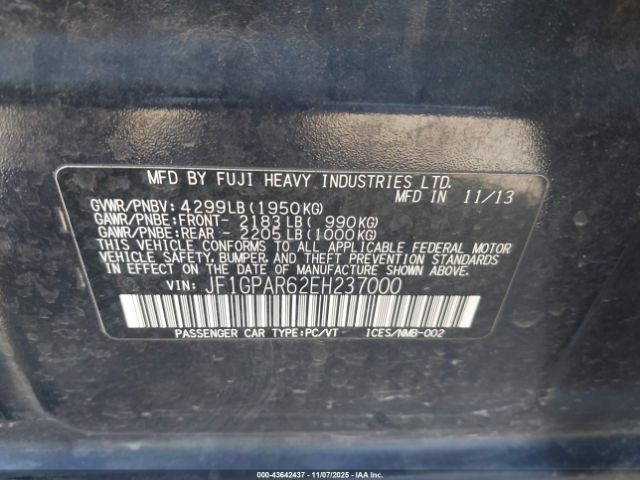 MFD BY FUJI HEAVY INDUSTRIES LTD.
MFD IN 11/13
GVWR/PNBV: 4299LB(1950KG)
GAWR/PNBE:FRONT- 2183LB( 990KG)
GAWR/PNBE:REAR - 2205LB(1000KG)
THIS VEHICLE CONFORMS TO ALL APPLICABLE FEDERAL MOTOR
VEHICLE SAFETY, BUMPER, AND THEFT PREVENTION STANDARDS
IN EFFECT ON THE DATE OF MANUFACTURE SHOWN ABOVE.
VIN: JF1GPAR62EH237000
PASSENGER CAR TYPE:PC/VT- ICES/NMB-002
000-43642437 - 11/07/2025 - IAA Corp.